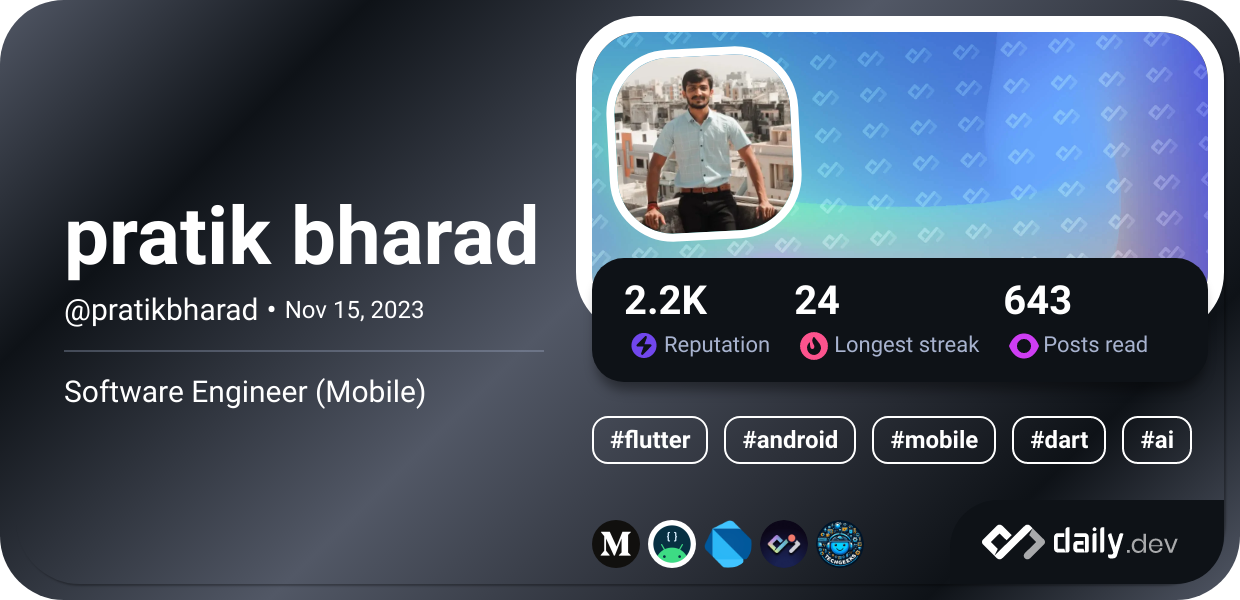 pratik bharad
@pratikbharad • Nov 15, 2023
Software Engineer (Mobile)
2.2K 24 643
Reputation Longest streak Posts read
#flutter #android #mobile #dart #ai
M
{}
TECHGEEKS
daily.dev